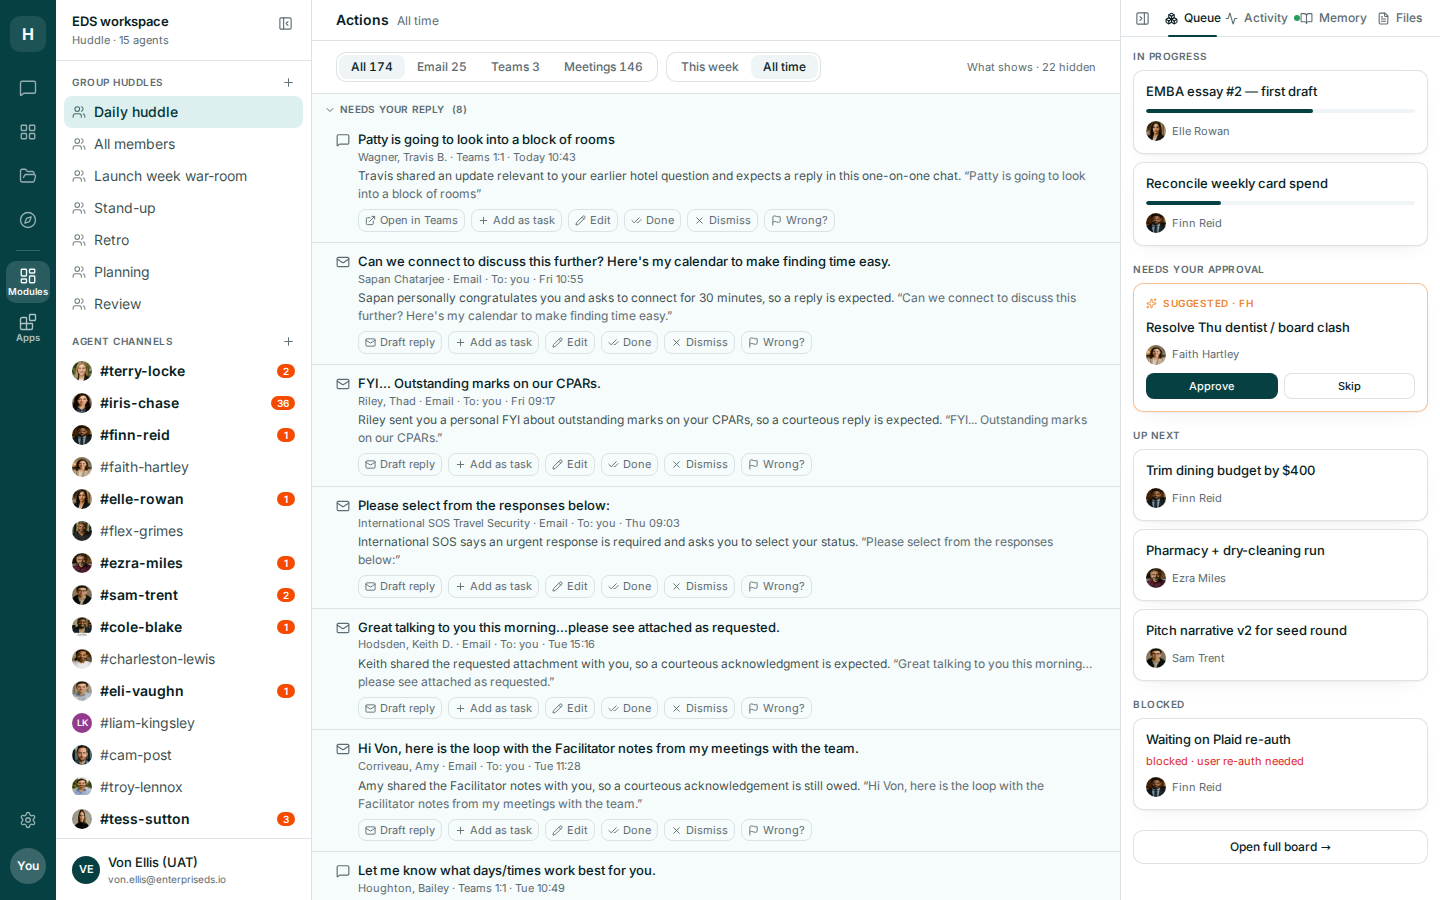 H
Modules
Apps
You
EDS workspace
Huddle · 15 agents
GROUP HUDDLES
Daily huddle
All members
Launch week war-room
Stand-up
Retro
Planning
Review
AGENT CHANNELS
#terry-locke 2
#iris-chase 36
#finn-reid 1
#faith-hartley
#elle-rowan 1
#flex-grimes
#ezra-miles 1
#sam-trent 2
#cole-blake 1
#charleston-lewis
#eli-vaughn 1
LK #liam-kingsley
#cam-post
#troy-lennox
#tess-sutton 3
VE Von Ellis (UAT)
von.ellis@enterpriseds.io
Actions All time
All 174 Email 25 Teams 3 Meetings 146 This week All time What shows · 22 hidden
NEEDS YOUR REPLY (8)
Patty is going to look into a block of rooms
Wagner, Travis B. · Teams 1:1 · Today 10:43
Travis shared an update relevant to your earlier hotel question and expects a reply in this one-on-one chat. “Patty is going to look
into a block of rooms”
Open in Teams Add as task Edit Done Dismiss Wrong?
Can we connect to discuss this further? Here's my calendar to make finding time easy.
Sapan Chatarjee · Email · To: you · Fri 10:55
Sapan personally congratulates you and asks to connect for 30 minutes, so a reply is expected. “Can we connect to discuss this
further? Here's my calendar to make finding time easy.”
Draft reply Add as task Edit Done Dismiss Wrong?
FYI... Outstanding marks on our CPARs.
Riley, Thad · Email · To: you · Fri 09:17
Riley sent you a personal FYI about outstanding marks on your CPARs, so a courteous reply is expected. “FYI... Outstanding marks
on our CPARs.”
Draft reply Add as task Edit Done Dismiss Wrong?
Please select from the responses below:
International SOS Travel Security · Email · To: you · Thu 09:03
International SOS says an urgent response is required and asks you to select your status. “Please select from the responses
below:”
Draft reply Add as task Edit Done Dismiss Wrong?
Great talking to you this morning...please see attached as requested.
Hodsden, Keith D. · Email · To: you · Tue 15:16
Keith shared the requested attachment with you, so a courteous acknowledgment is expected. “Great talking to you this morning...
please see attached as requested.”
Draft reply Add as task Edit Done Dismiss Wrong?
Hi Von, here is the loop with the Facilitator notes from my meetings with the team.
Corriveau, Amy · Email · To: you · Tue 11:28
Amy shared the Facilitator notes with you, so a courteous acknowledgement is still owed. “Hi Von, here is the loop with the
Facilitator notes from my meetings with the team.”
Draft reply Add as task Edit Done Dismiss Wrong?
Let me know what days/times work best for you.
Houghton, Bailey · Teams 1:1 · Tue 10:49
Queue Activity Memory Files
IN PROGRESS
EMBA essay #2 — first draft
Elle Rowan
Reconcile weekly card spend
Finn Reid
NEEDS YOUR APPROVAL
SUGGESTED · FH
Resolve Thu dentist / board clash
Faith Hartley
Approve Skip
UP NEXT
Trim dining budget by $400
Finn Reid
Pharmacy + dry-cleaning run
Ezra Miles
Pitch narrative v2 for seed round
Sam Trent
BLOCKED
Waiting on Plaid re-auth
blocked · user re-auth needed
Finn Reid
Open full board →